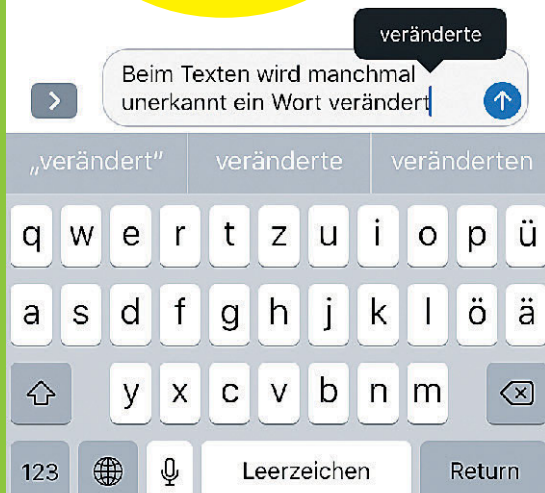 veränderte
Beim Texten wird manchmal
unerkannt ein Wort verändert
„verändert“ veränderte veränderten
q w e r t z u i o p ü
a s d f g h j k l ö ä
y x c v b n m
123 Leerzeichen Return